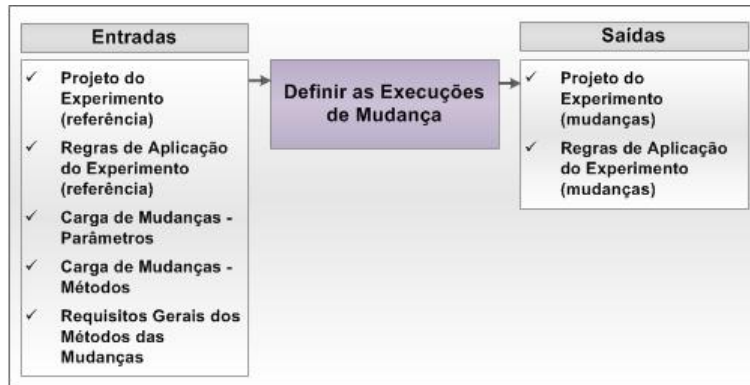 Entradas
✓ Projeto do
Experimento
(referência)
✓ Regras de Aplicação
do Experimento
(referência)
✓ Carga de Mudanças -
Parâmetros
✓ Carga de Mudanças -
Métodos
✓ Requisitos Gerais dos
Métodos das
Mudanças
Definir as Execuções
de Mudança
Saídas
✓ Projeto do
Experimento
(mudanças)
✓ Regras de Aplicação
do Experimento
(mudanças)